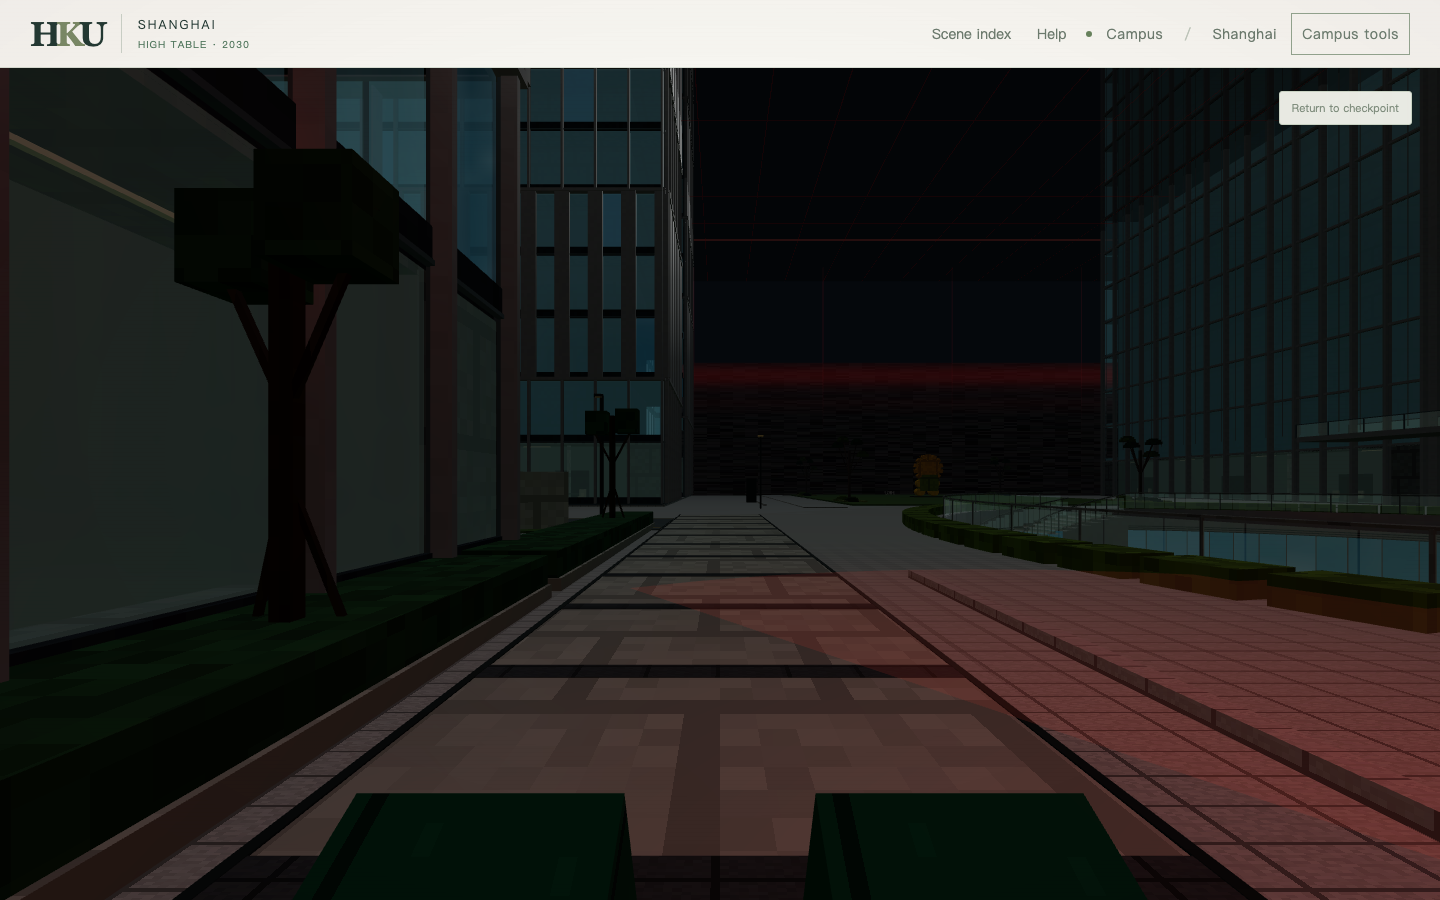 HKU
SHANGHAI
HIGH TABLE · 2030
Scene index
Help
Campus
/
Shanghai
Campus tools
Return to checkpoint